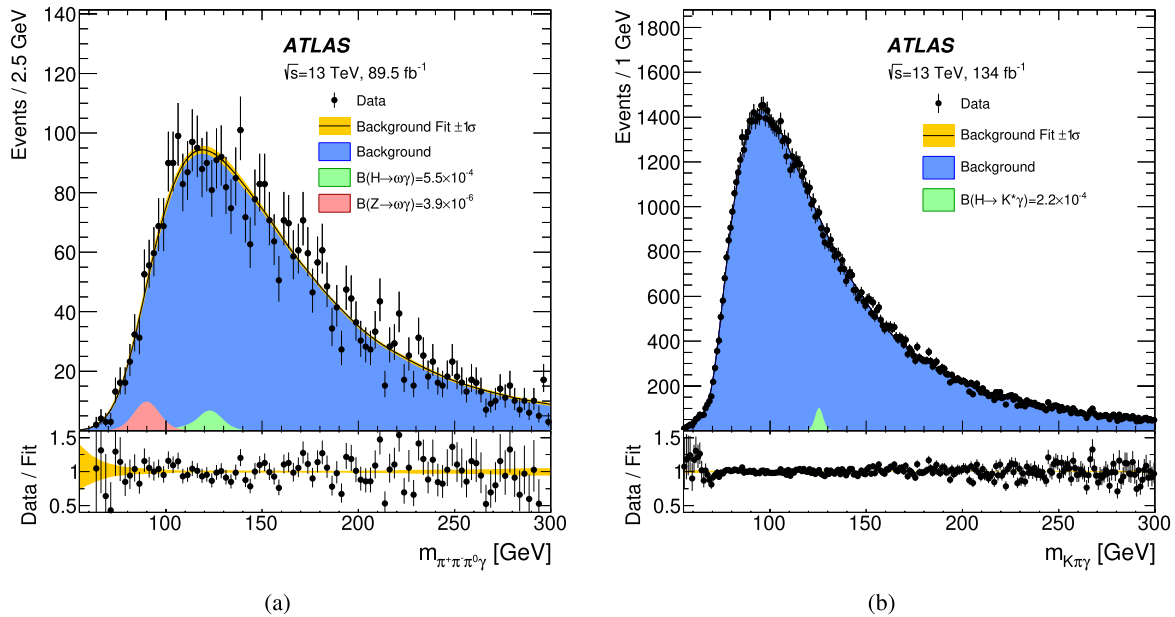 Events / 2.5 GeV
140
120
100
80
60
40
20
ATLAS
√s=13 TeV, 89.5 fb⁻¹
Data
Background Fit ±1σ
Background
B(H→ωγ)=5.5×10⁻⁴
B(Z→ωγ)=3.9×10⁻⁶
Data / Fit
1.5
1
0.5
100 150 200 250 300
m_π⁺π⁻π⁰γ [GeV]
(a)
Events / 1 GeV
1800
1600
1400
1200
1000
800
600
400
200
ATLAS
√s=13 TeV, 134 fb⁻¹
Data
Background Fit ±1σ
Background
B(H→ K*γ)=2.2×10⁻⁴
Data / Fit
1.5
1
0.5
100 150 200 250 300
m_Kπγ [GeV]
(b)